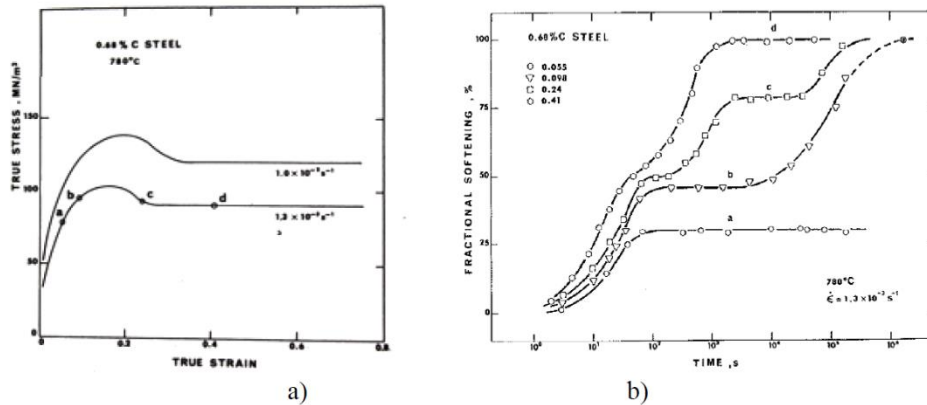 a)
0.68% C STEEL
780°C
TRUE STRESS , MN/m²
150
100
50
0
a
b
c
d
1.0 × 10⁻²s⁻¹
1,3 × 10⁻³s⁻¹
s
0 0.2 0.4 0.6 0.8
TRUE STRAIN
a)
b)
0.68%C STEEL
0.055
0.098
0.24
0.41
FRACTIONAL SOFTENING , %
100
75
50
25
0
d
c
b
a
780°C
ε̇ = 1.3 × 10⁻³ s⁻¹
10⁰ 10¹ 10² 10³ 10⁴ 10⁵ 10⁶
TIME , s
b)